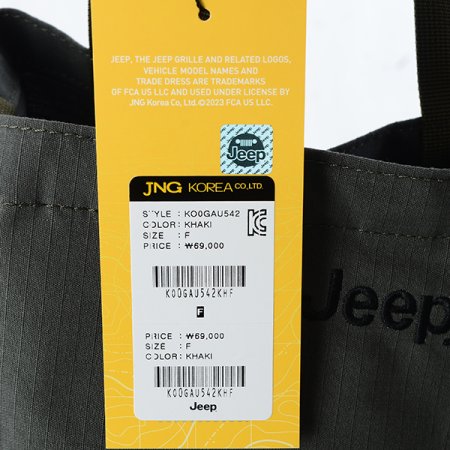 JEEP, THE JEEP GRILLE AND RELATED LOGOS,
VEHICLE MODEL NAMES AND
TRADE DRESS ARE TRADEMARKS
OF FCA US LLC AND USED UNDER LICENSE BY
JNG Korea Co, Ltd. ©2023 FCA US LLC.
Jeep
JNG KOREA CO.,LTD.
STYLE : KO0GAU542
COLOR : KHAKI
SIZE : F
PRICE : ₩69,000
KC
K00GAU542KHF
F
PRICE : ₩69,000
SIZE : F
COLOR : KHAKI
K00GAU542KHF
Jeep
Jeep